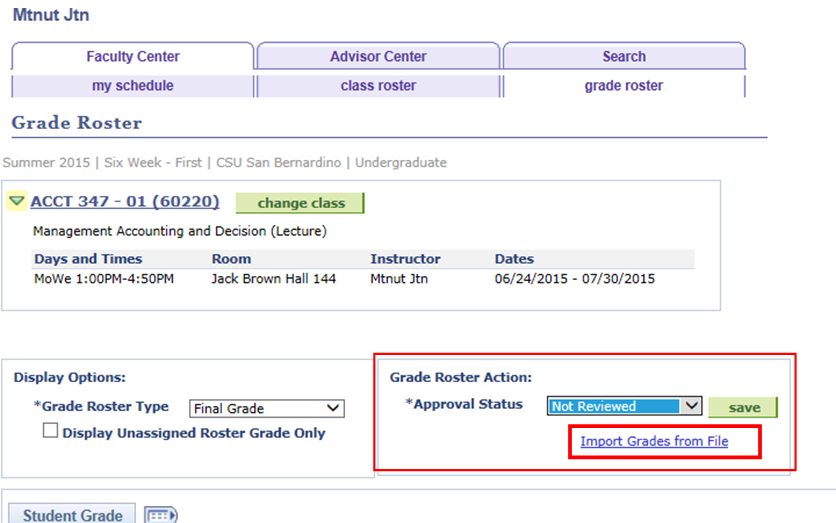 Mtnut Jtn
Faculty Center
Advisor Center
Search
my schedule
class roster
grade roster
Grade Roster
Summer 2015 | Six Week - First | CSU San Bernardino | Undergraduate
ACCT 347 - 01 (60220)
change class
Management Accounting and Decision (Lecture)
Days and Times Room Instructor Dates
MoWe 1:00PM-4:50PM Jack Brown Hall 144 Mtnut Jtn 06/24/2015 - 07/30/2015
Display Options:
*Grade Roster Type Final Grade
Display Unassigned Roster Grade Only
Grade Roster Action:
*Approval Status Not Reviewed save
Import Grades from File
Student Grade